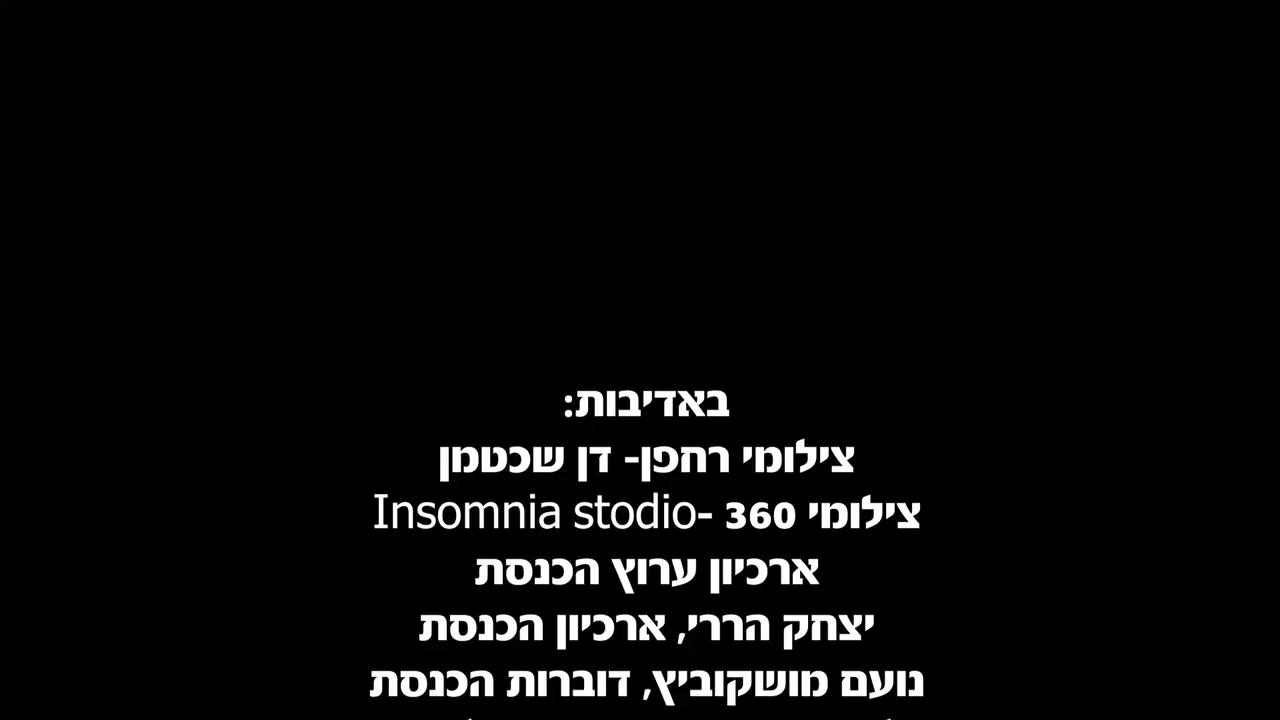 באדיבות:
צילומי רחפן- דן שכטמן
צילומי 360 -Insomnia stodio
ארכיון ערוץ הכנסת
יצחק הררי, ארכיון הכנסת
נועם מושקוביץ, דוברות הכנסת